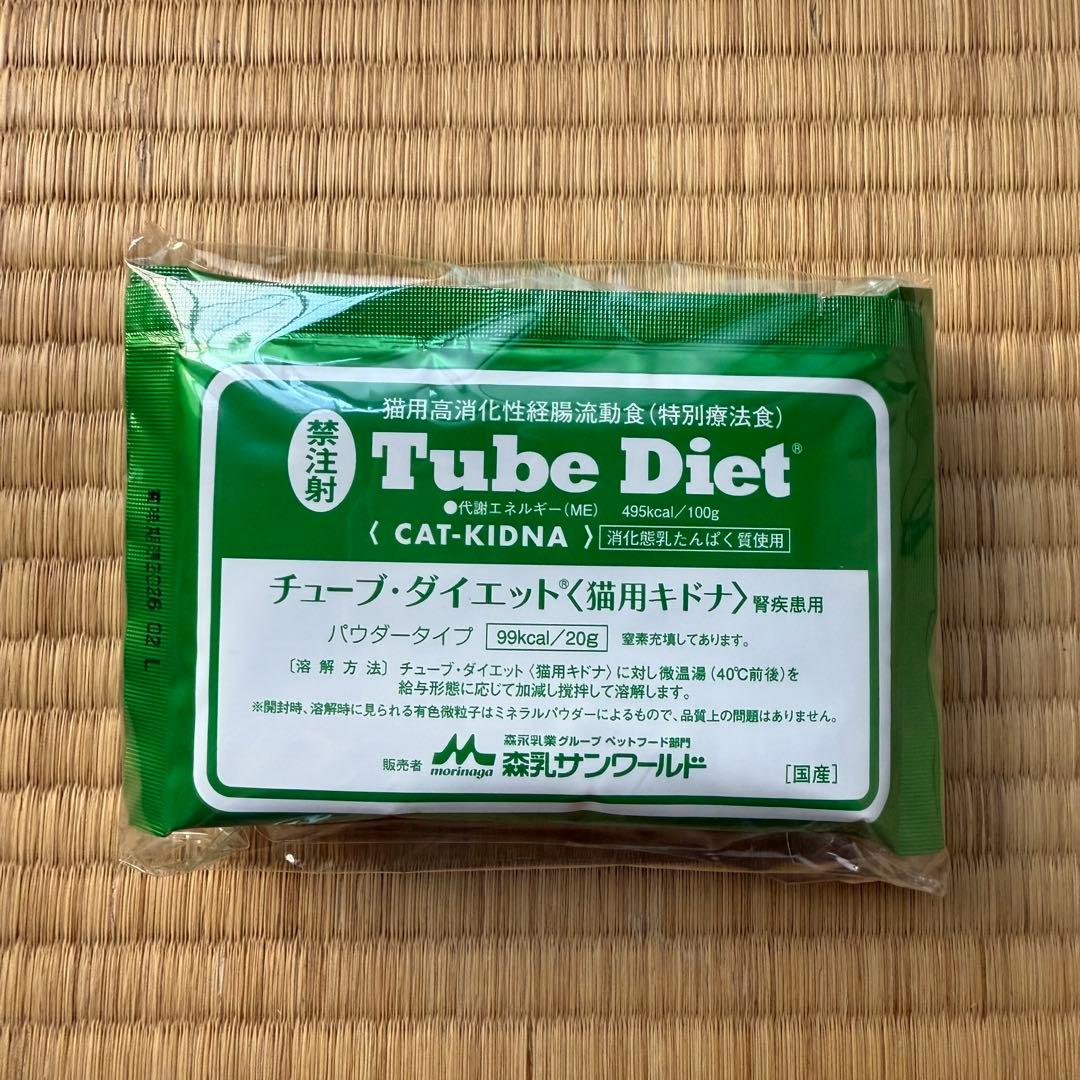 猫用高消化性経腸流動食(特別療法食)
禁注射
Tube Diet®
●代謝エネルギー(ME) 495kcal/100g
〈 CAT-KIDNA 〉 消化態乳たんぱく質使用
チューブ・ダイエット®〈猫用キドナ〉腎疾患用
パウダータイプ 99kcal/20g 窒素充填してあります。
〔溶解方法〕チューブ・ダイエット〈猫用キドナ〉に対し微温湯(40℃前後)を
給与形態に応じて加減し撹拌して溶解します。
※開封時、溶解時に見られる有色微粒子はミネラルパウダーによるもので、品質上の問題はありません。
森永乳業グループ ペットフード部門
販売者 morinaga 森乳サンワールド
[国産]
2026 02 L